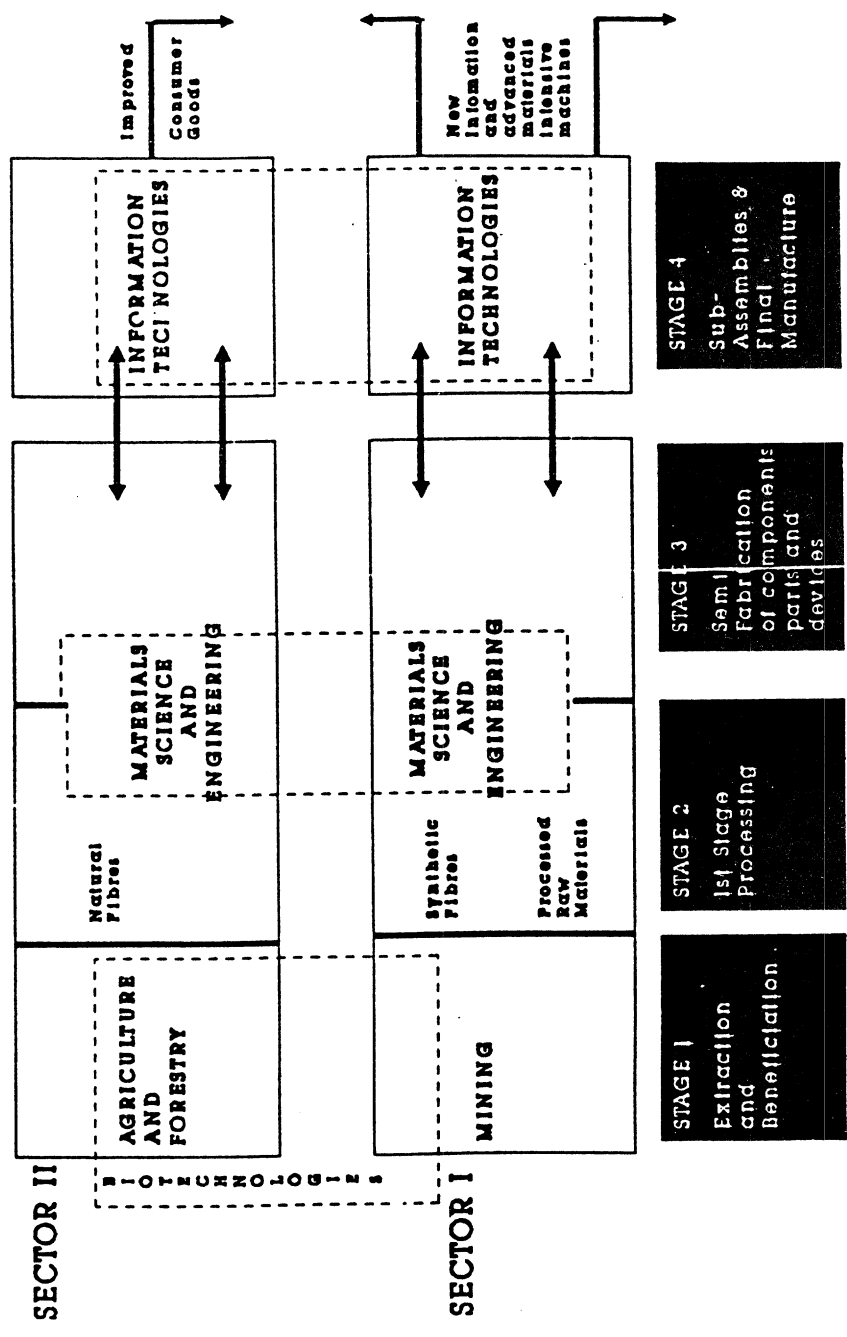 SECTOR II
BIOTECHNOLOGIES
AGRICULTURE
AND
FORESTRY
Natural
Fibres
MATERIALS
SCIENCE
AND
ENGINEERING
INFORMATION
TECHNOLOGIES
Improved
Consumer
Goods
SECTOR I
MINING
Synthetic
Fibres
Processed
Raw
Materials
MATERIALS
SCIENCE
AND
ENGINEERING
INFORMATION
TECHNOLOGIES
New
Infomation
and
advanced
materials
intensive
machines
STAGE 1
Extraction
and
Beneficiation
STAGE 2
1st Stage
Processing
STAGE 3
Semi
Fabrication
of components
parts and
devices
STAGE 4
Sub-
Assemblies &
Final
Manufacture